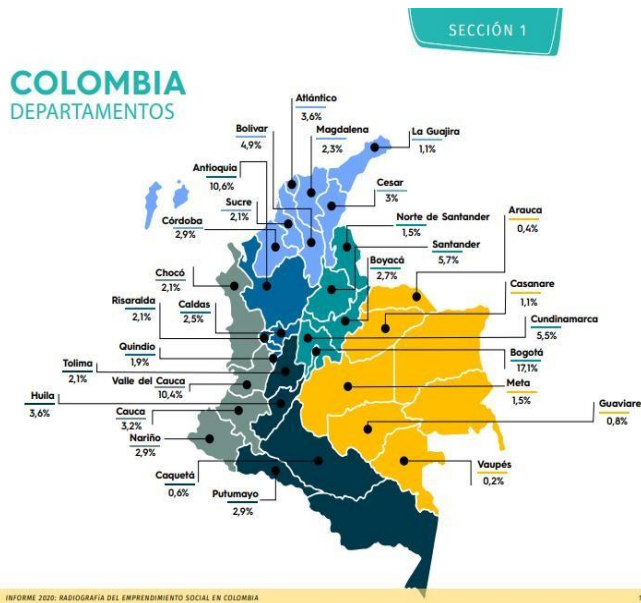 SECCIÓN 1
COLOMBIA
DEPARTAMENTOS
Atlántico
3,6%
Bolívar
4,9%
Magdalena
2,3%
La Guajira
1,1%
Antioquia
10,6%
Cesar
3%
Sucre
2,1%
Norte de Santander
1,5%
Arauca
0,4%
Córdoba
2,9%
Santander
5,7%
Boyacá
2,7%
Chocó
2,1%
Casanare
1,1%
Risaralda
2,1%
Caldas
2,5%
Cundinamarca
5,5%
Quindio
1,9%
Bogotá
17,1%
Tolima
2,1%
Valle del Cauca
10,4%
Meta
1,5%
Huila
3,6%
Guaviare
0,8%
Cauca
3,2%
Nariño
2,9%
Vaupés
0,2%
Caquetá
0,6%
Putumayo
2,9%
INFORME 2020: RADIOGRAFÍA DEL EMPRENDIMIENTO SOCIAL EN COLOMBIA